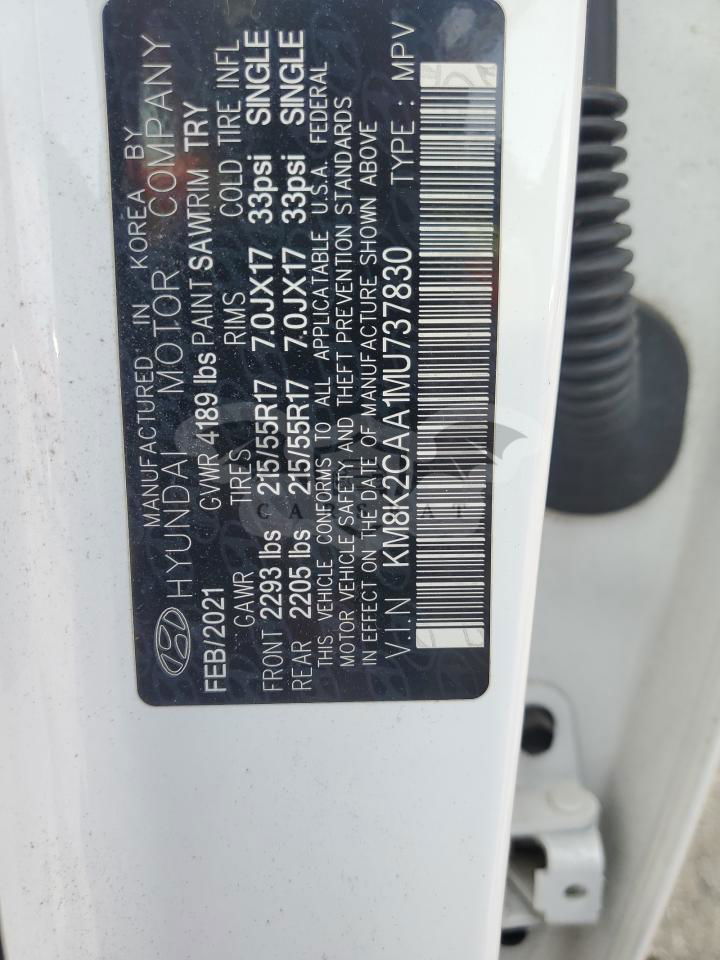 MANUFACTURED IN KOREA BY
HYUNDAI MOTOR COMPANY
FEB/2021 GVWR 4189 lbs PAINT SAWTRIM TRY
GAWR TIRES RIMS COLD TIRE INFL
FRONT 2293 lbs 215/55R17 7.0JX17 33psi SINGLE
REAR 2205 lbs 215/55R17 7.0JX17 33psi SINGLE
THIS VEHICLE CONFORMS TO ALL APPLICATABLE U.S.A. FEDERAL
MOTOR VEHICLE SAFETY AND THEFT PREVENTION STANDARDS
IN EFFECT ON THE DATE OF MANUFACTURE SHOWN ABOVE
V.I.N KM8K2CAA1MU737830 TYPE : MPV